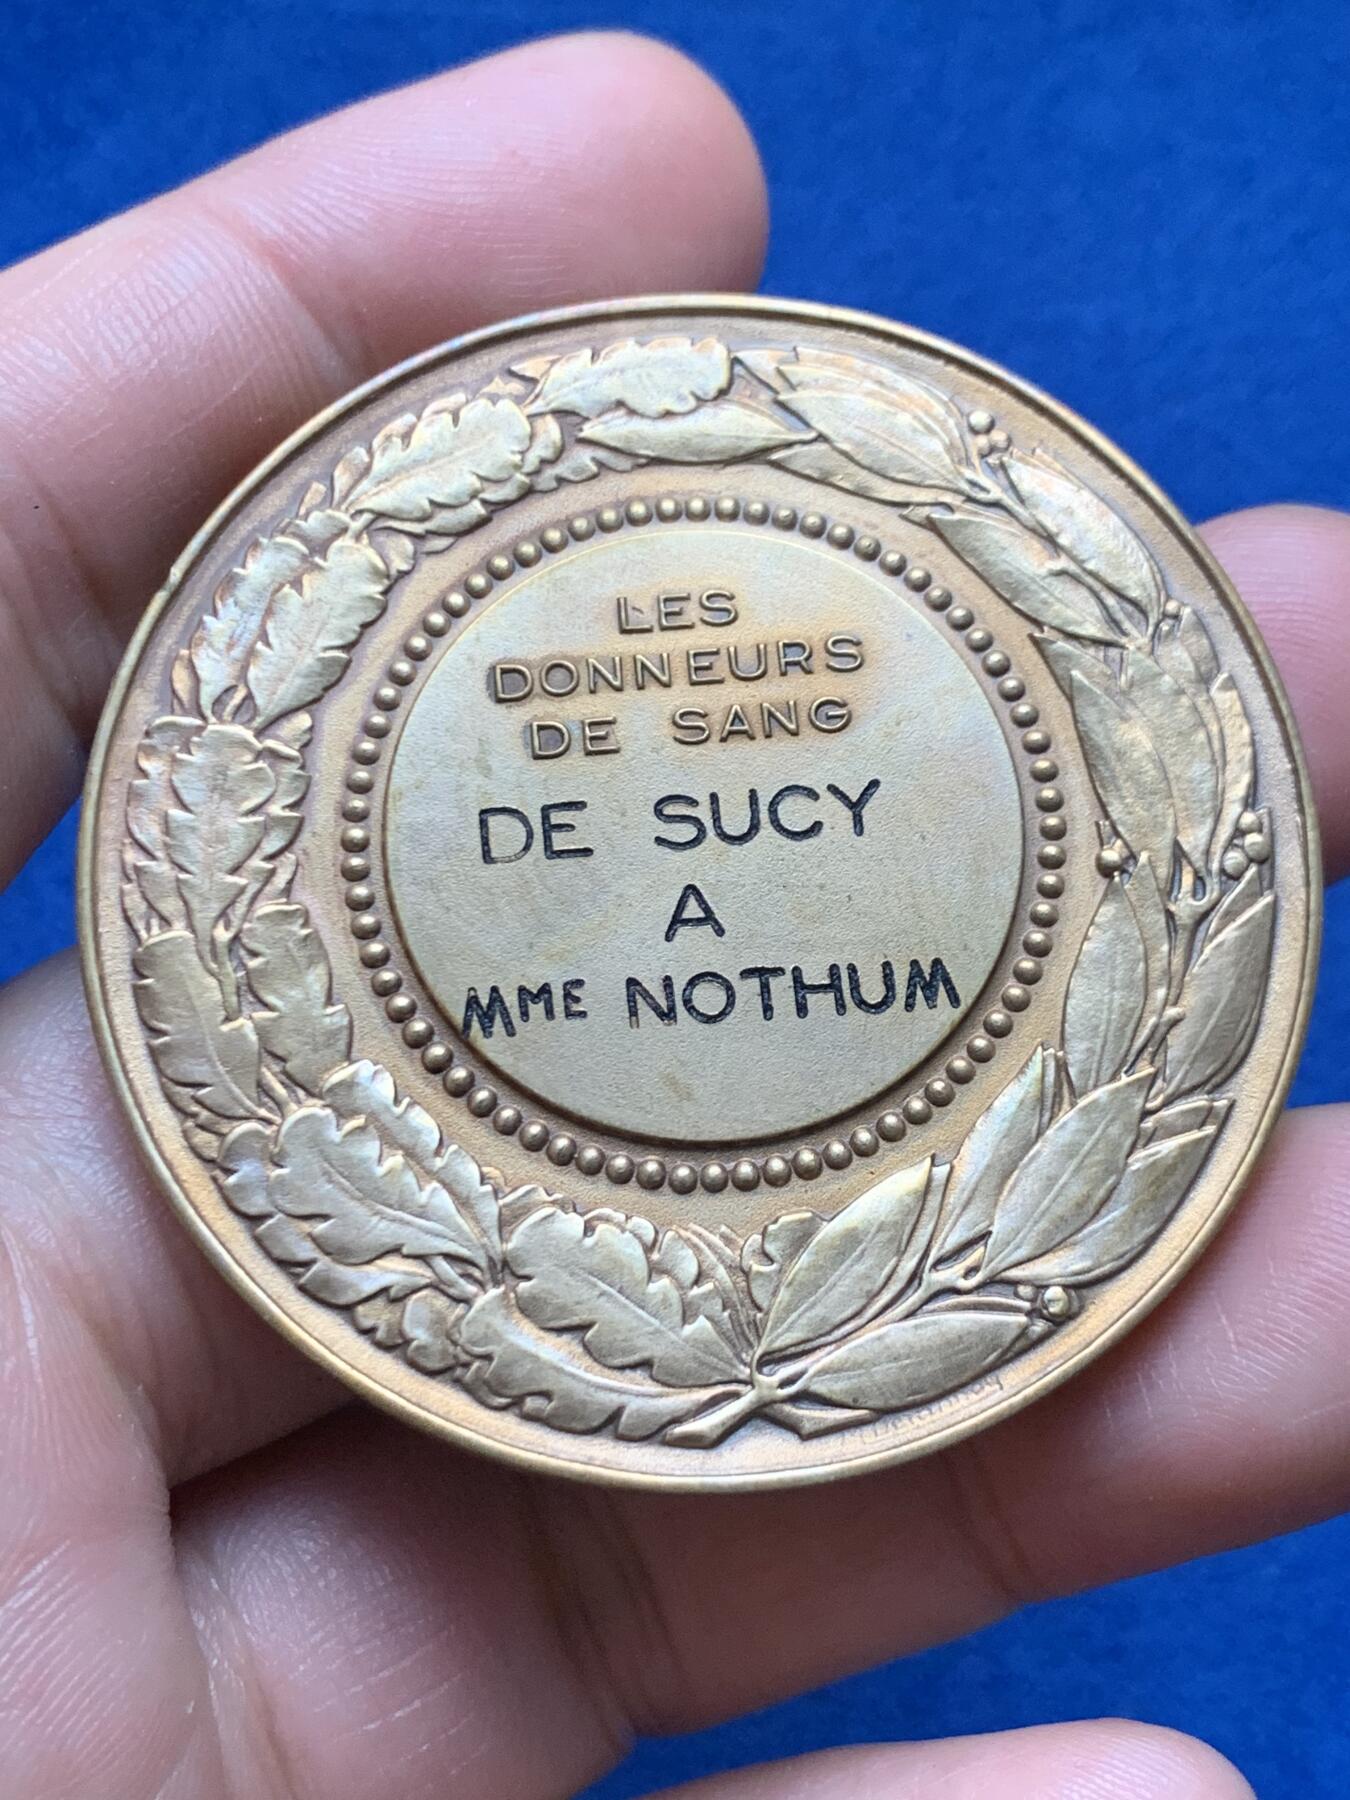 LES
DONNEURS
DE SANG
DE SUCY
A
MME NOTHUM